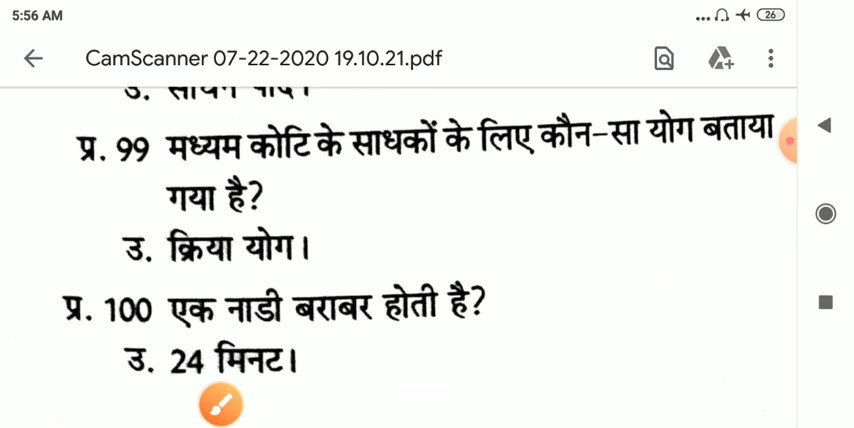 5:56 AM
26
CamScanner 07-22-2020 19.10.21.pdf
प्र. 99 मध्यम कोटि के साधकों के लिए कौन-सा योग बताया
गया है?
उ. क्रिया योग।
प्र. 100 एक नाडी बराबर होती है?
उ. 24 मिनट।